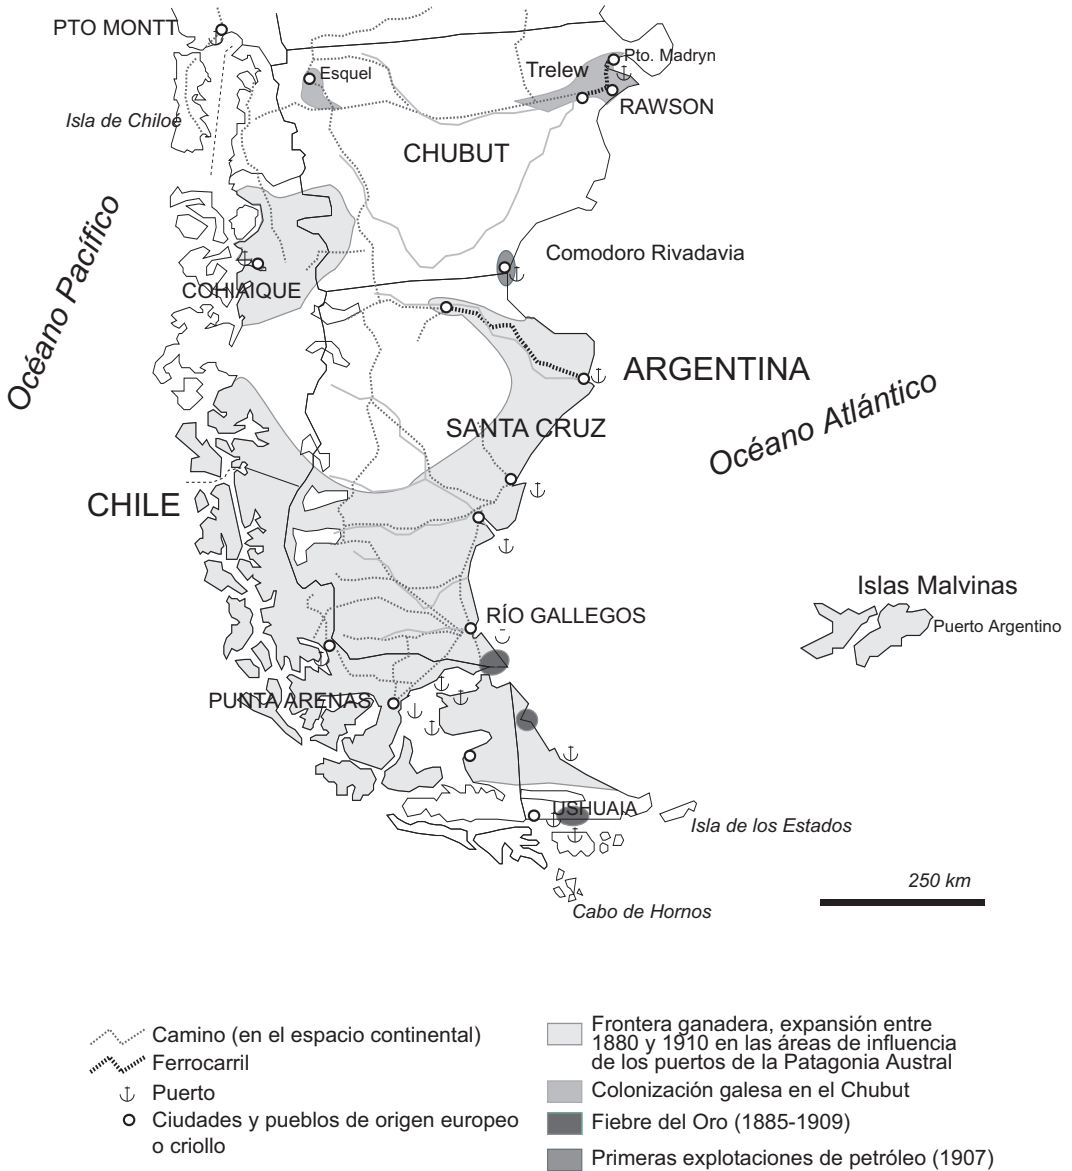 PTO MONTT
Esquel
Pto. Madryn
Trelew
RAWSON
Isla de Chiloé
CHUBUT
Océano Pacífico
Comodoro Rivadavia
COHIAIQUE
ARGENTINA
Océano Atlántico
SANTA CRUZ
CHILE
Islas Malvinas
RÍO GALLEGOS
Puerto Argentino
PUNTA ARENAS
USHUAIA
Isla de los Estados
250 km
Cabo de Hornos
Camino (en el espacio continental)
Ferrocarril
Puerto
Ciudades y pueblos de origen europeo
o criollo
Frontera ganadera, expansión entre
1880 y 1910 en las áreas de influencia
de los puertos de la Patagonia Austral
Colonización galesa en el Chubut
Fiebre del Oro (1885-1909)
Primeras explotaciones de petróleo (1907)